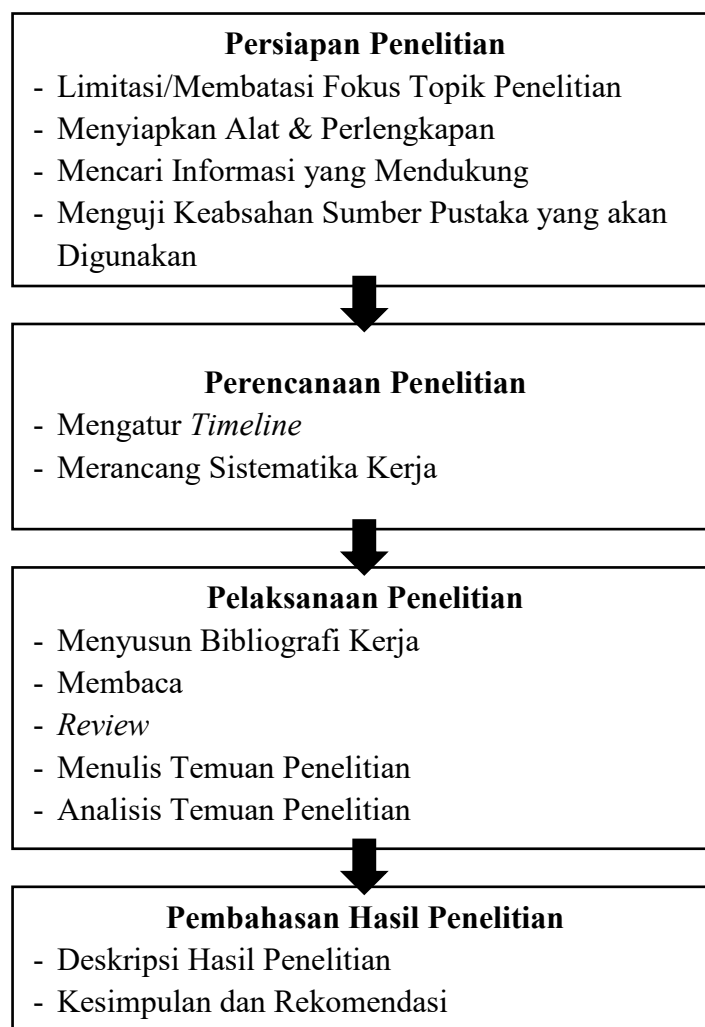 Persiapan Penelitian
- Limitasi/Membatasi Fokus Topik Penelitian
- Menyiapkan Alat & Perlengkapan
- Mencari Informasi yang Mendukung
- Menguji Keabsahan Sumber Pustaka yang akan
Digunakan
Perencanaan Penelitian
- Mengatur Timeline
- Merancang Sistematika Kerja
Pelaksanaan Penelitian
- Menyusun Bibliografi Kerja
- Membaca
- Review
- Menulis Temuan Penelitian
- Analisis Temuan Penelitian
Pembahasan Hasil Penelitian
- Deskripsi Hasil Penelitian
- Kesimpulan dan Rekomendasi